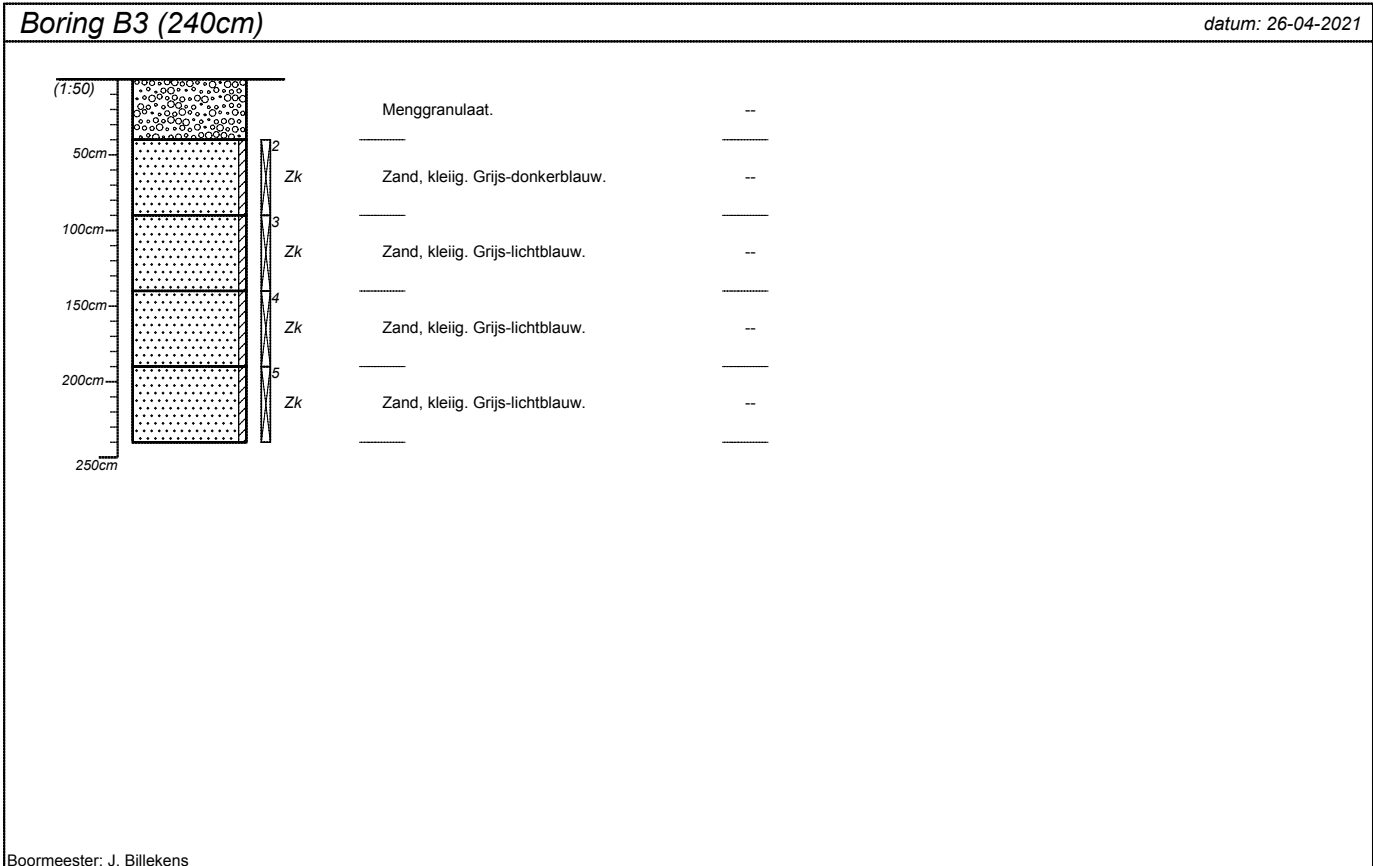 Boring B3 (240cm) datum: 26-04-2021
(1:50)
Menggranulaat. --
2
50cm
Zk Zand, kleiig. Grijs-donkerblauw. --
3
100cm
Zk Zand, kleiig. Grijs-lichtblauw. --
4
150cm
Zk Zand, kleiig. Grijs-lichtblauw. --
5
200cm
Zk Zand, kleiig. Grijs-lichtblauw. --
250cm
Boormeester: J. Billekens